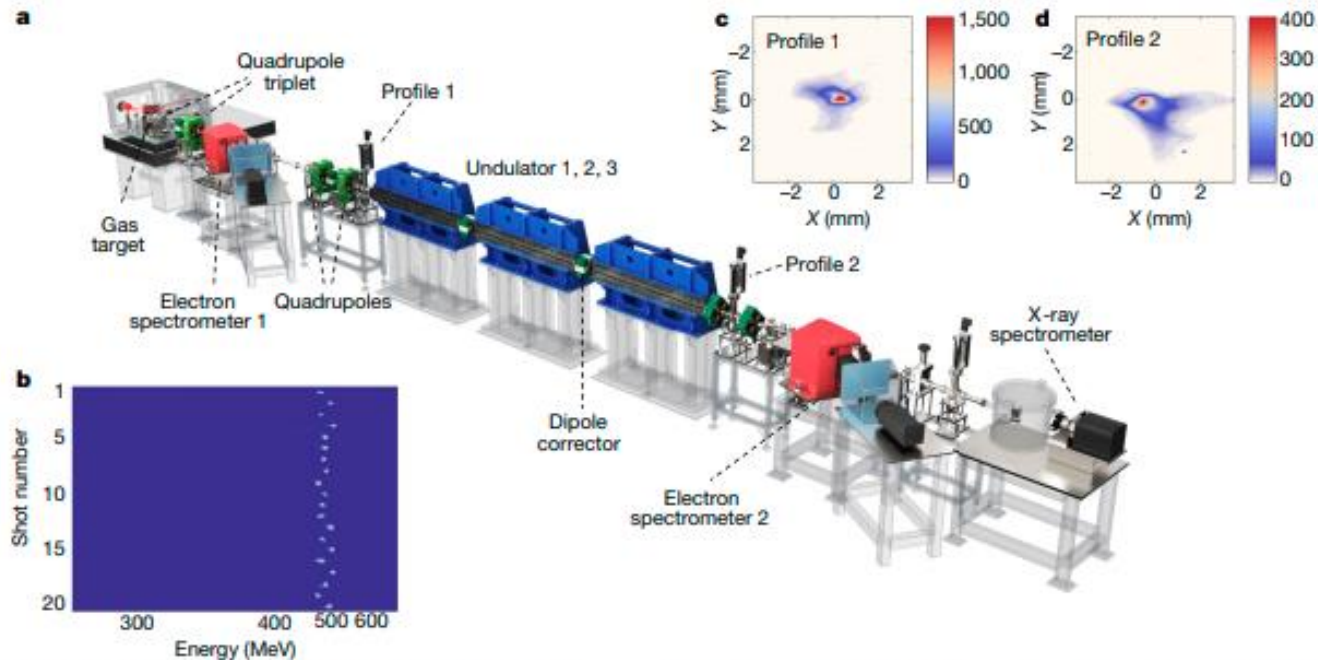 a
Quadrupole
triplet
Profile 1
Undulator 1, 2, 3
Gas
target
Electron
spectrometer 1
Quadrupoles
Profile 2
X-ray
spectrometer
Dipole
corrector
Electron
spectrometer 2
b
1
5
10
15
20
Shot number
300 400 500 600
Energy (MeV)
c
Profile 1
–2
0
2
Y (mm)
–2 0 2
X (mm)
1,500
1,000
500
0
d
Profile 2
–2
0
2
Y (mm)
–2 0 2
X (mm)
400
300
200
100
0